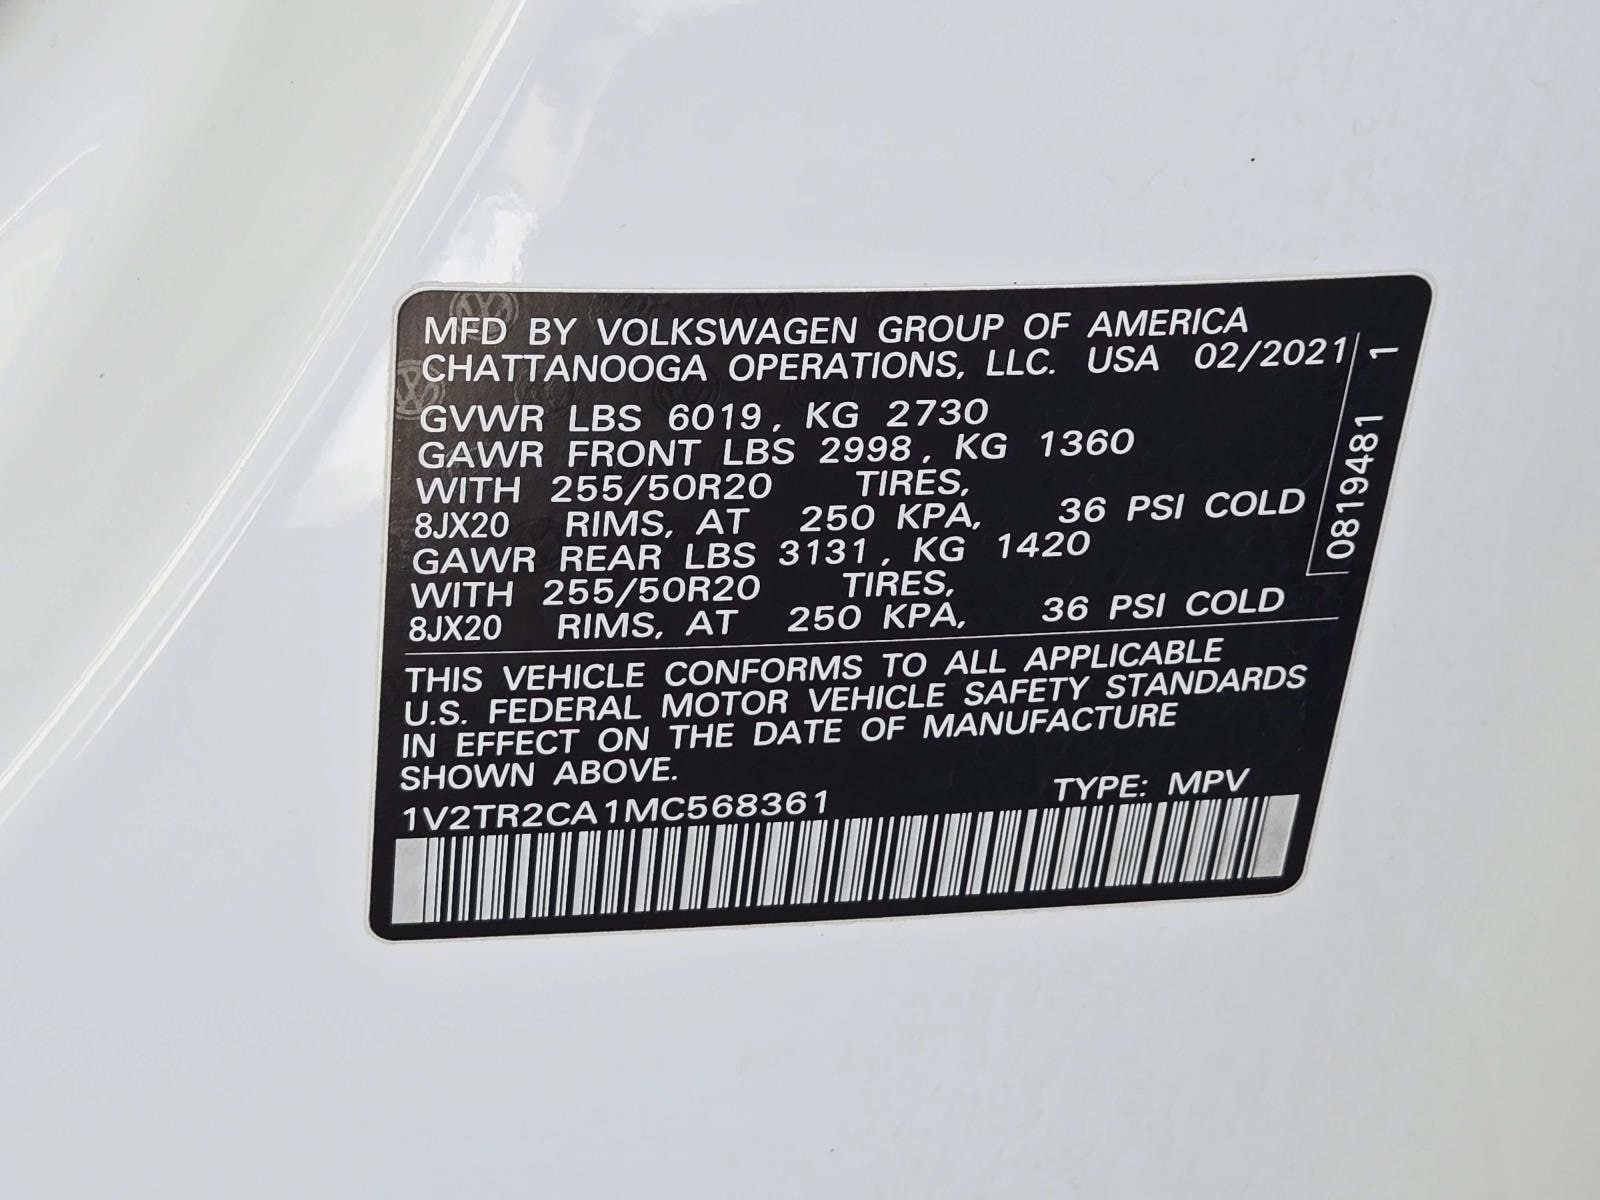 MFD BY VOLKSWAGEN GROUP OF AMERICA
CHATTANOOGA OPERATIONS, LLC. USA 02/2021
GVWR LBS 6019, KG 2730
GAWR FRONT LBS 2998, KG 1360
WITH 255/50R20 TIRES,
8JX20 RIMS, AT 250 KPA, 36 PSI COLD
GAWR REAR LBS 3131, KG 1420
WITH 255/50R20 TIRES,
8JX20 RIMS, AT 250 KPA, 36 PSI COLD
0819481 1
THIS VEHICLE CONFORMS TO ALL APPLICABLE
U.S. FEDERAL MOTOR VEHICLE SAFETY STANDARDS
IN EFFECT ON THE DATE OF MANUFACTURE
SHOWN ABOVE.
1V2TR2CA1MC568361 TYPE: MPV